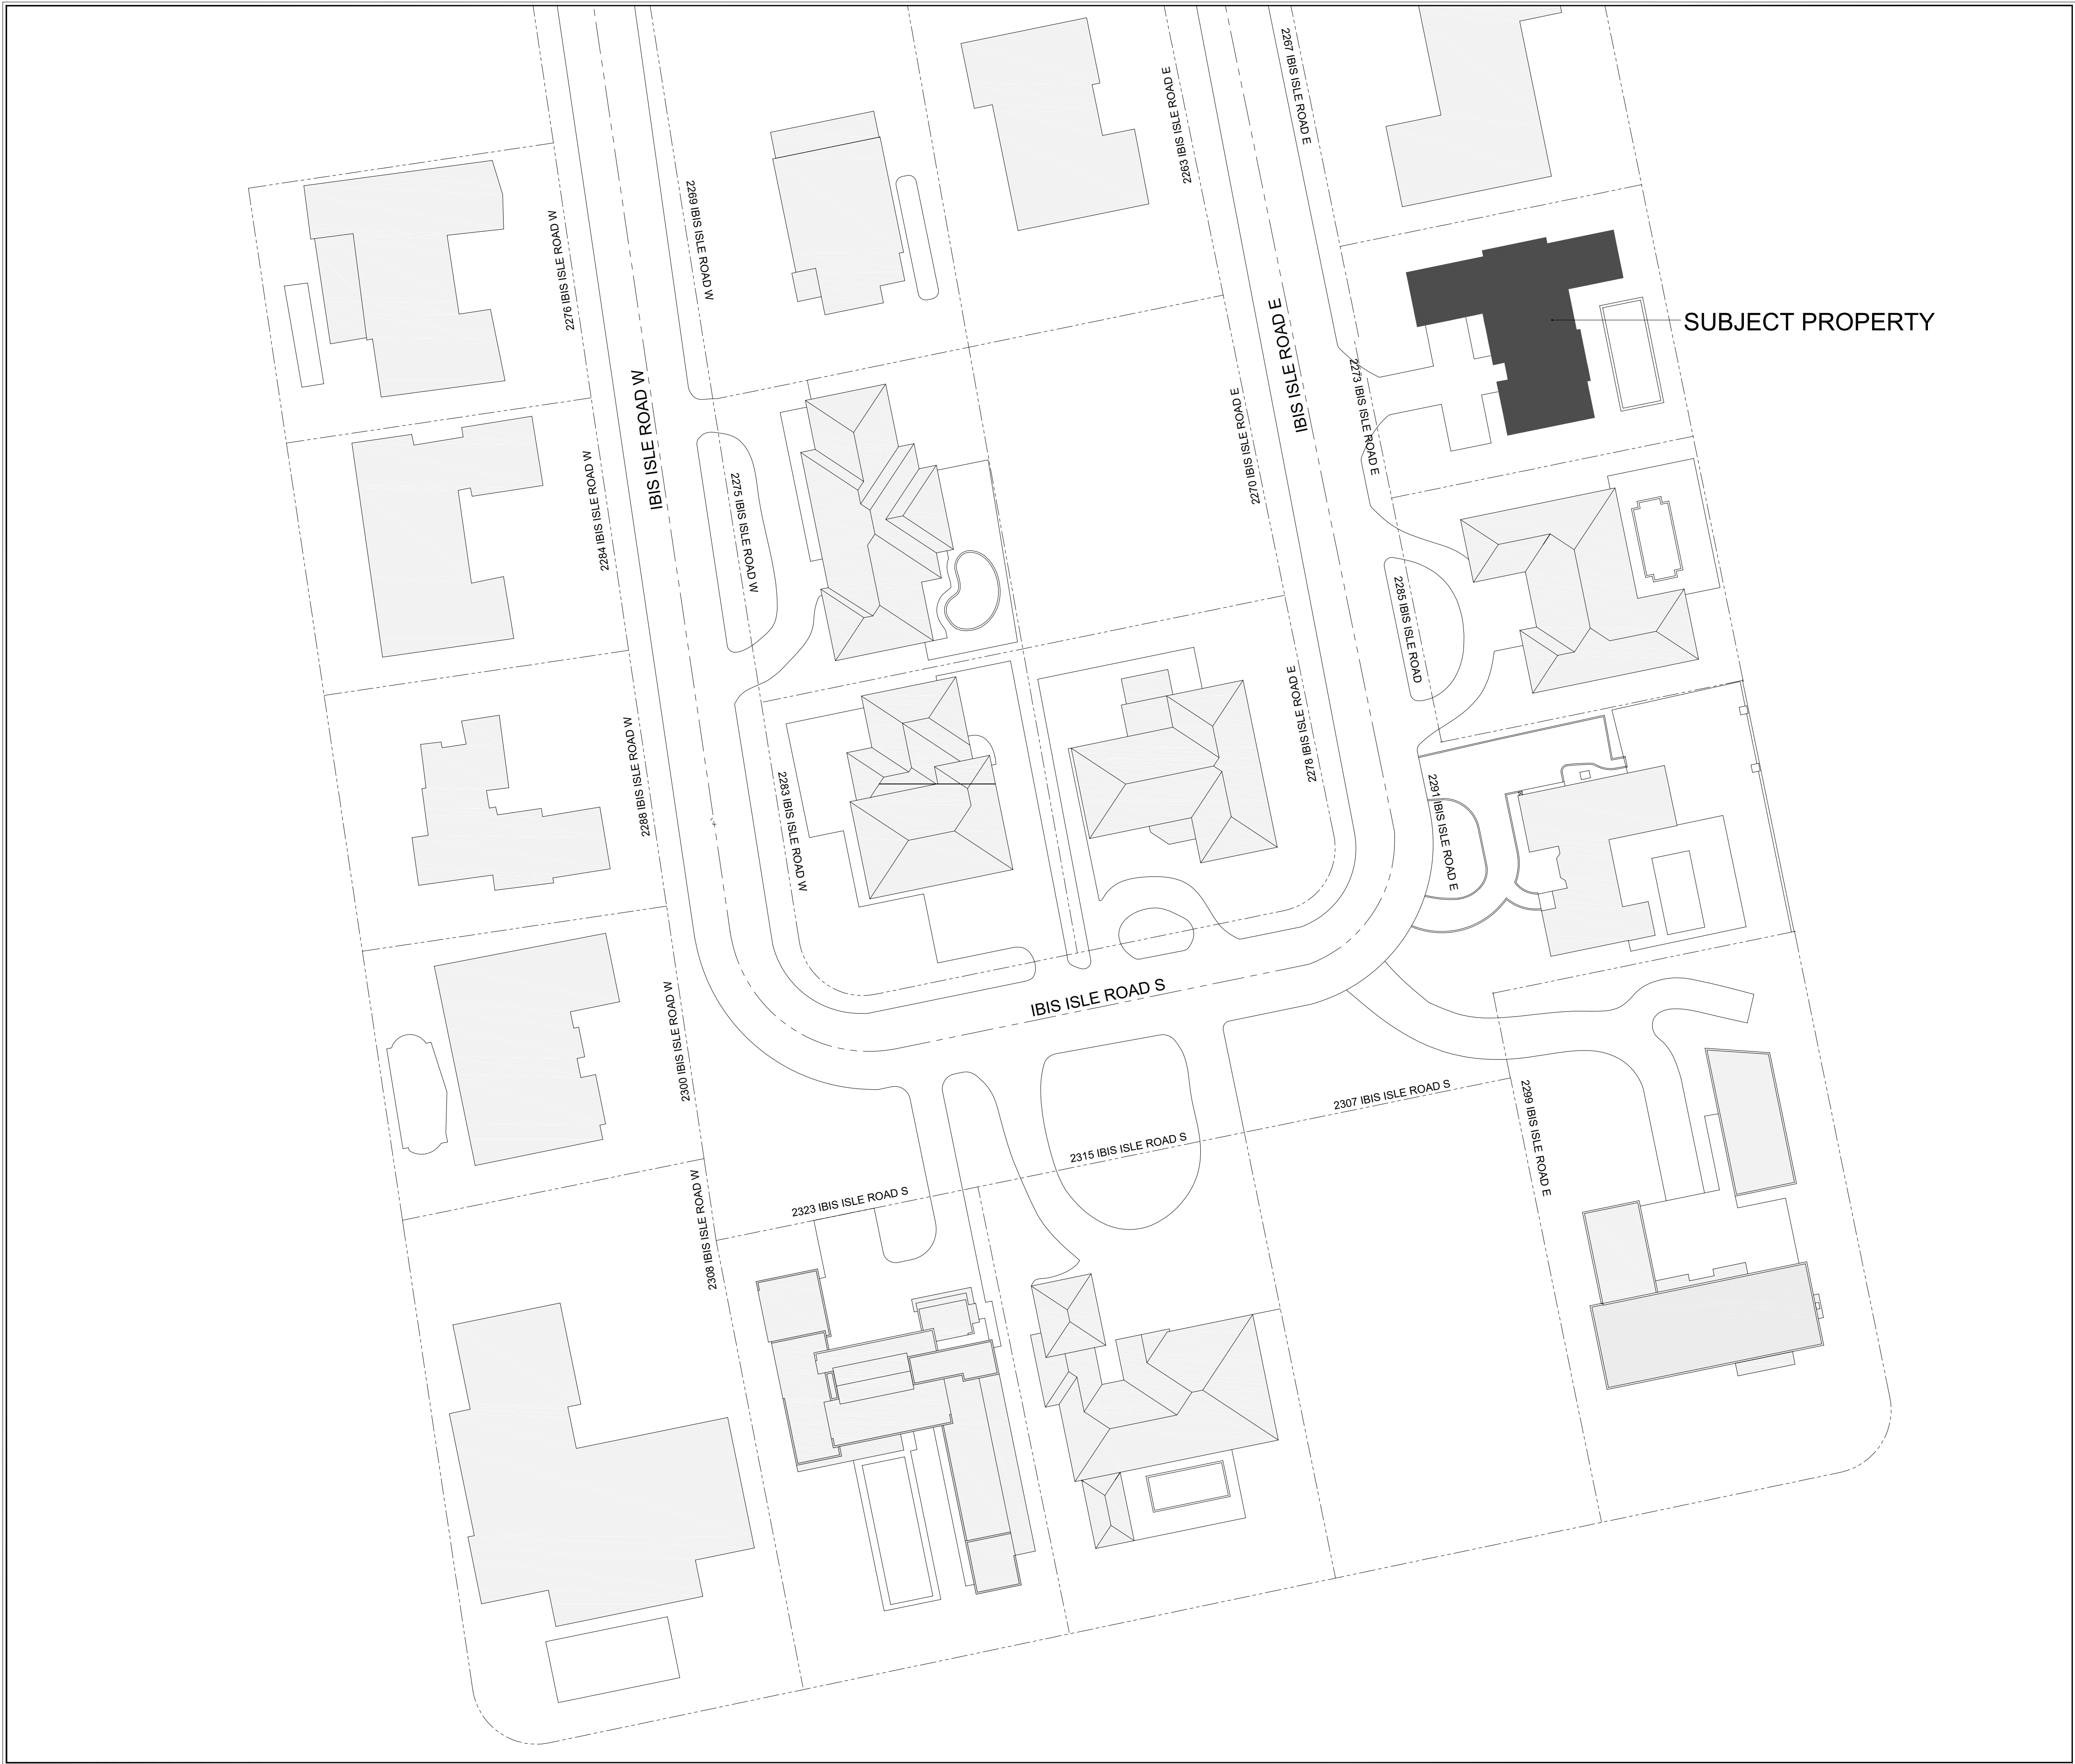 2267 IBIS ISLE ROAD E
2263 IBIS ISLE ROAD E
2269 IBIS ISLE ROAD W
2276 IBIS ISLE ROAD W
IBIS ISLE ROAD E
SUBJECT PROPERTY
IBIS ISLE ROAD W
2273 IBIS ISLE ROAD E
2270 IBIS ISLE ROAD E
2284 IBIS ISLE ROAD W
2275 IBIS ISLE ROAD W
2285 IBIS ISLE ROAD
2278 IBIS ISLE ROAD E
2288 IBIS ISLE ROAD W
2283 IBIS ISLE ROAD W
2291 IBIS ISLE ROAD E
IBIS ISLE ROAD S
2300 IBIS ISLE ROAD W
2307 IBIS ISLE ROAD S
2299 IBIS ISLE ROAD E
2315 IBIS ISLE ROAD S
2323 IBIS ISLE ROAD S
2308 IBIS ISLE ROAD W